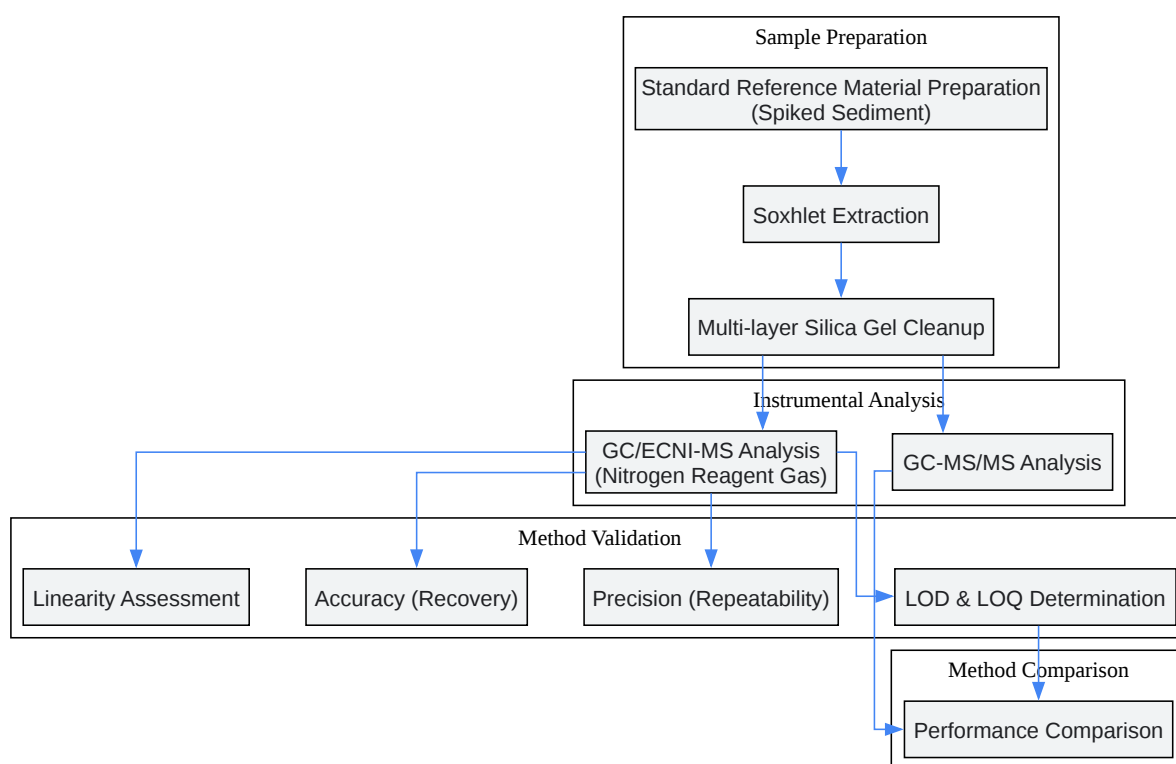 Sample Preparation
Standard Reference Material Preparation
(Spiked Sediment)
Soxhlet Extraction
Multi-layer Silica Gel Cleanup
Instrumental Analysis
GC/ECNI-MS Analysis
(Nitrogen Reagent Gas)
GC-MS/MS Analysis
Method Validation
Linearity Assessment
Accuracy (Recovery)
Precision (Repeatability)
LOD & LOQ Determination
Method Comparison
Performance Comparison